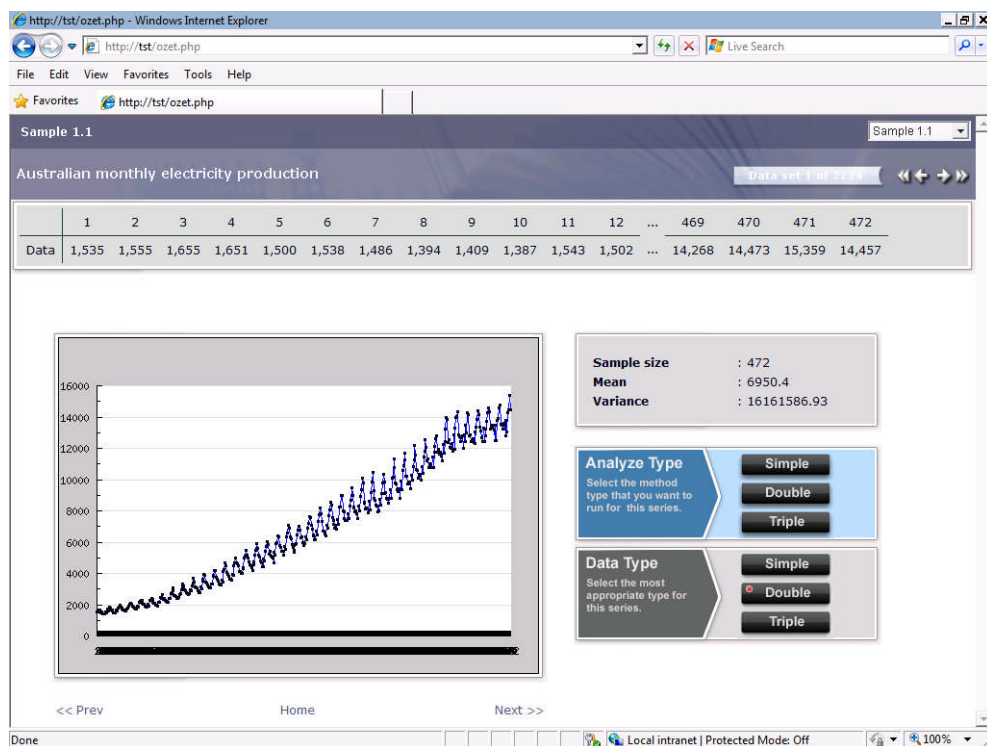 http://tst/ozet.php - Windows Internet Explorer
http://tst/ozet.php
Live Search
File Edit View Favorites Tools Help
Favorites http://tst/ozet.php
Sample 1.1 Sample 1.1
Australian monthly electricity production Data set 1 of 2224
1 2 3 4 5 6 7 8 9 10 11 12 ... 469 470 471 472
Data 1,535 1,555 1,655 1,651 1,500 1,538 1,486 1,394 1,409 1,387 1,543 1,502 ... 14,268 14,473 15,359 14,457
16000
14000
12000
10000
8000
6000
4000
2000
0
Sample size : 472
Mean : 6950.4
Variance : 16161586.93
Analyze Type
Select the method
type that you want to
run for this series.
Simple
Double
Triple
Data Type
Select the most
appropriate type for
this series.
Simple
Double
Triple
<< Prev Home Next >>
Done Local intranet | Protected Mode: Off 100%